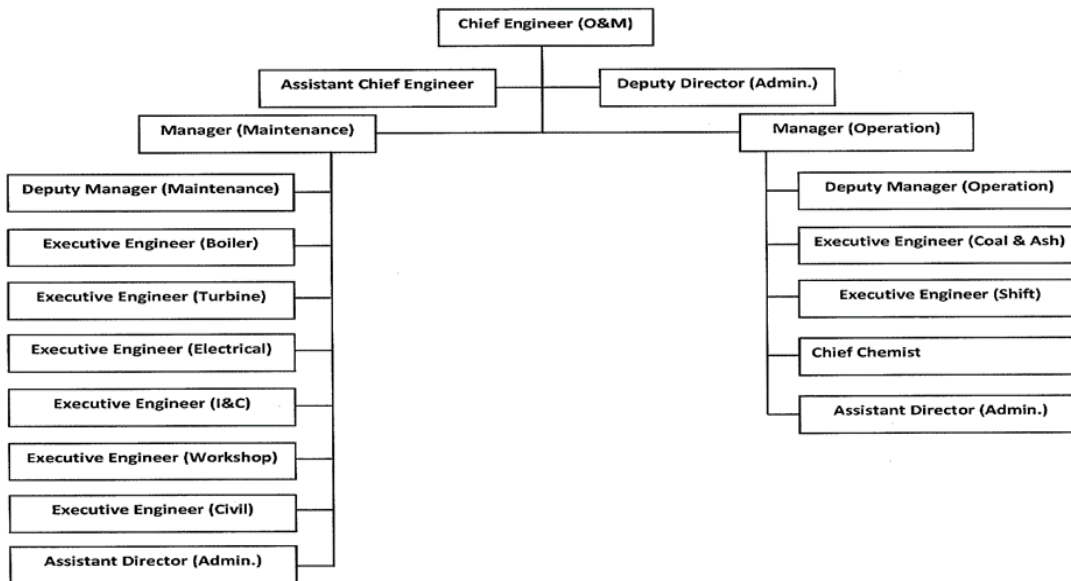 Chief Engineer (O&M)
Assistant Chief Engineer
Deputy Director (Admin.)
Manager (Maintenance)
Manager (Operation)
Deputy Manager (Maintenance)
Executive Engineer (Boiler)
Executive Engineer (Turbine)
Executive Engineer (Electrical)
Executive Engineer (I&C)
Executive Engineer (Workshop)
Executive Engineer (Civil)
Assistant Director (Admin.)
Deputy Manager (Operation)
Executive Engineer (Coal & Ash)
Executive Engineer (Shift)
Chief Chemist
Assistant Director (Admin.)